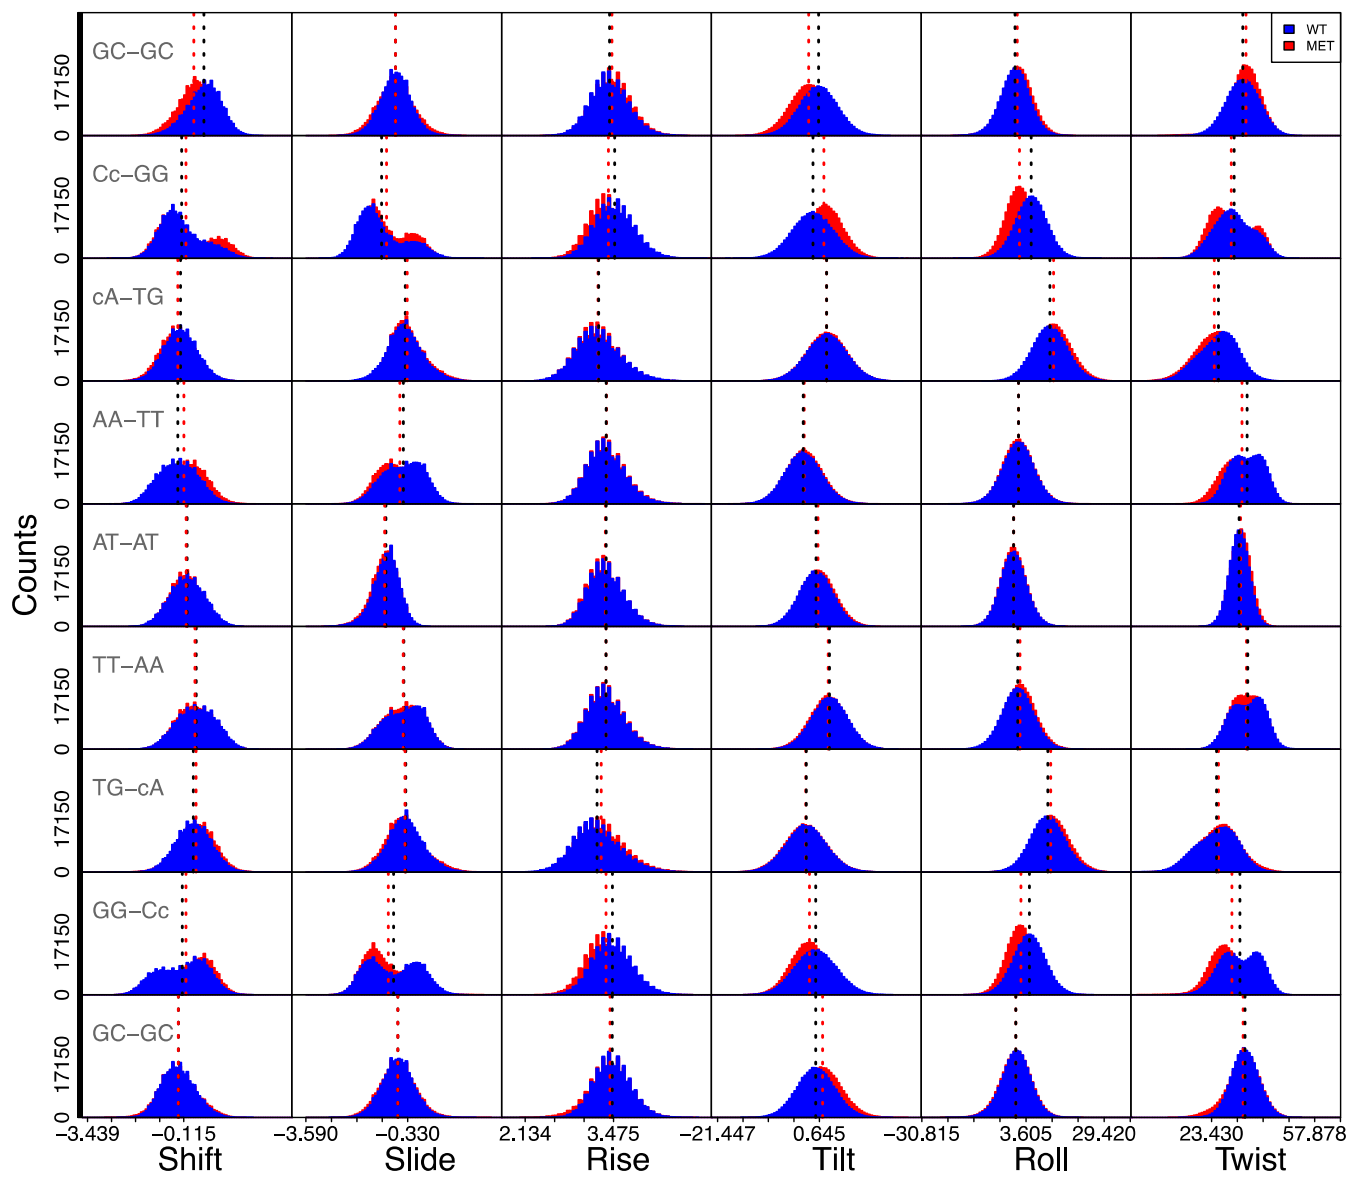 WT
MET
GC−GC
17150
0
Cc−GG
17150
0
cA−TG
17150
0
AA−TT
17150
0
AT−AT
17150
0
TT−AA
17150
0
TG−cA
17150
0
GG−Cc
17150
0
GC−GC
17150
0
Counts
−3.439 −0.115 −3.590 −0.330 2.134 3.475 −21.447 0.645 −30.815 3.605 29.420 23.430 57.878
Shift Slide Rise Tilt Roll Twist